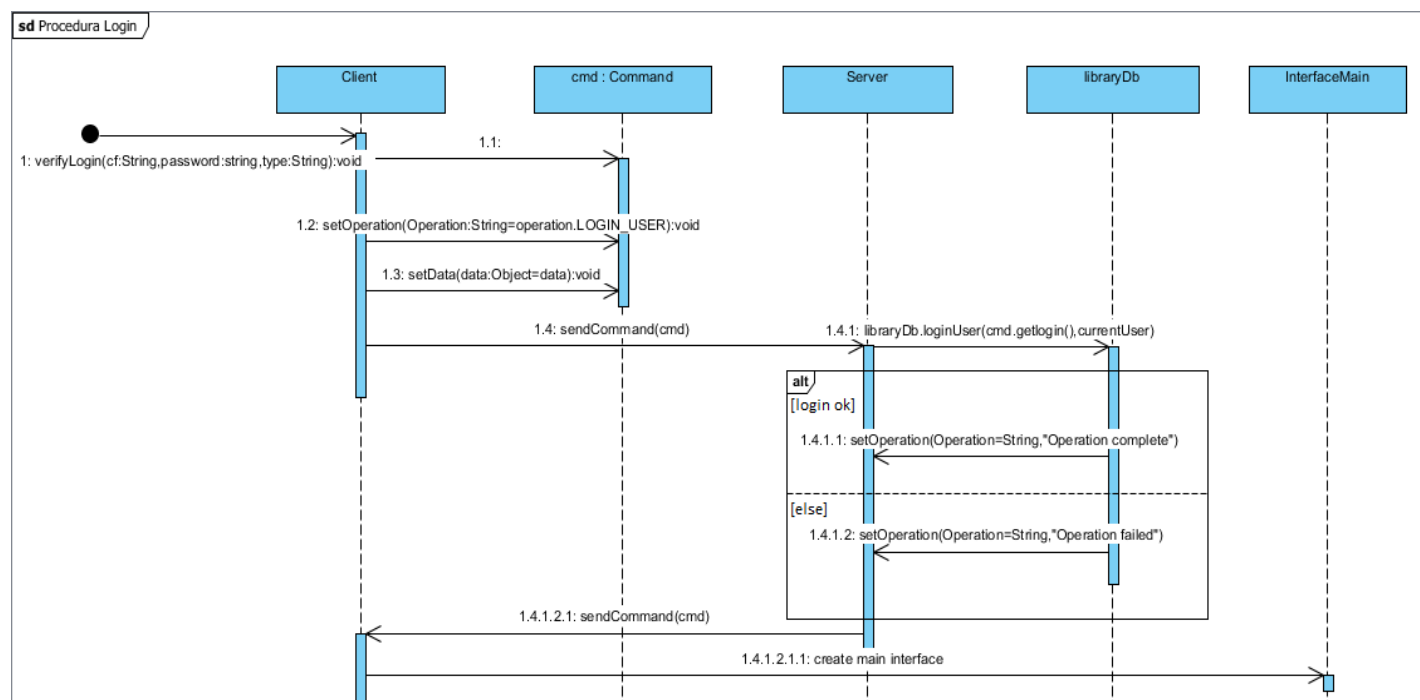 sd Procedura Login
Client
cmd : Command
Server
libraryDb
InterfaceMain
1: verifyLogin(cf:String,password:string,type:String):void
1.1:
1.2: setOperation(Operation:String=operation.LOGIN_USER):void
1.3: setData(data:Object=data):void
1.4: sendCommand(cmd)
1.4.1: libraryDb.loginUser(cmd.getlogin(),currentUser)
alt
[login ok]
1.4.1.1: setOperation(Operation=String,"Operation complete")
[else]
1.4.1.2: setOperation(Operation=String,"Operation failed")
1.4.1.2.1: sendCommand(cmd)
1.4.1.2.1.1: create main interface